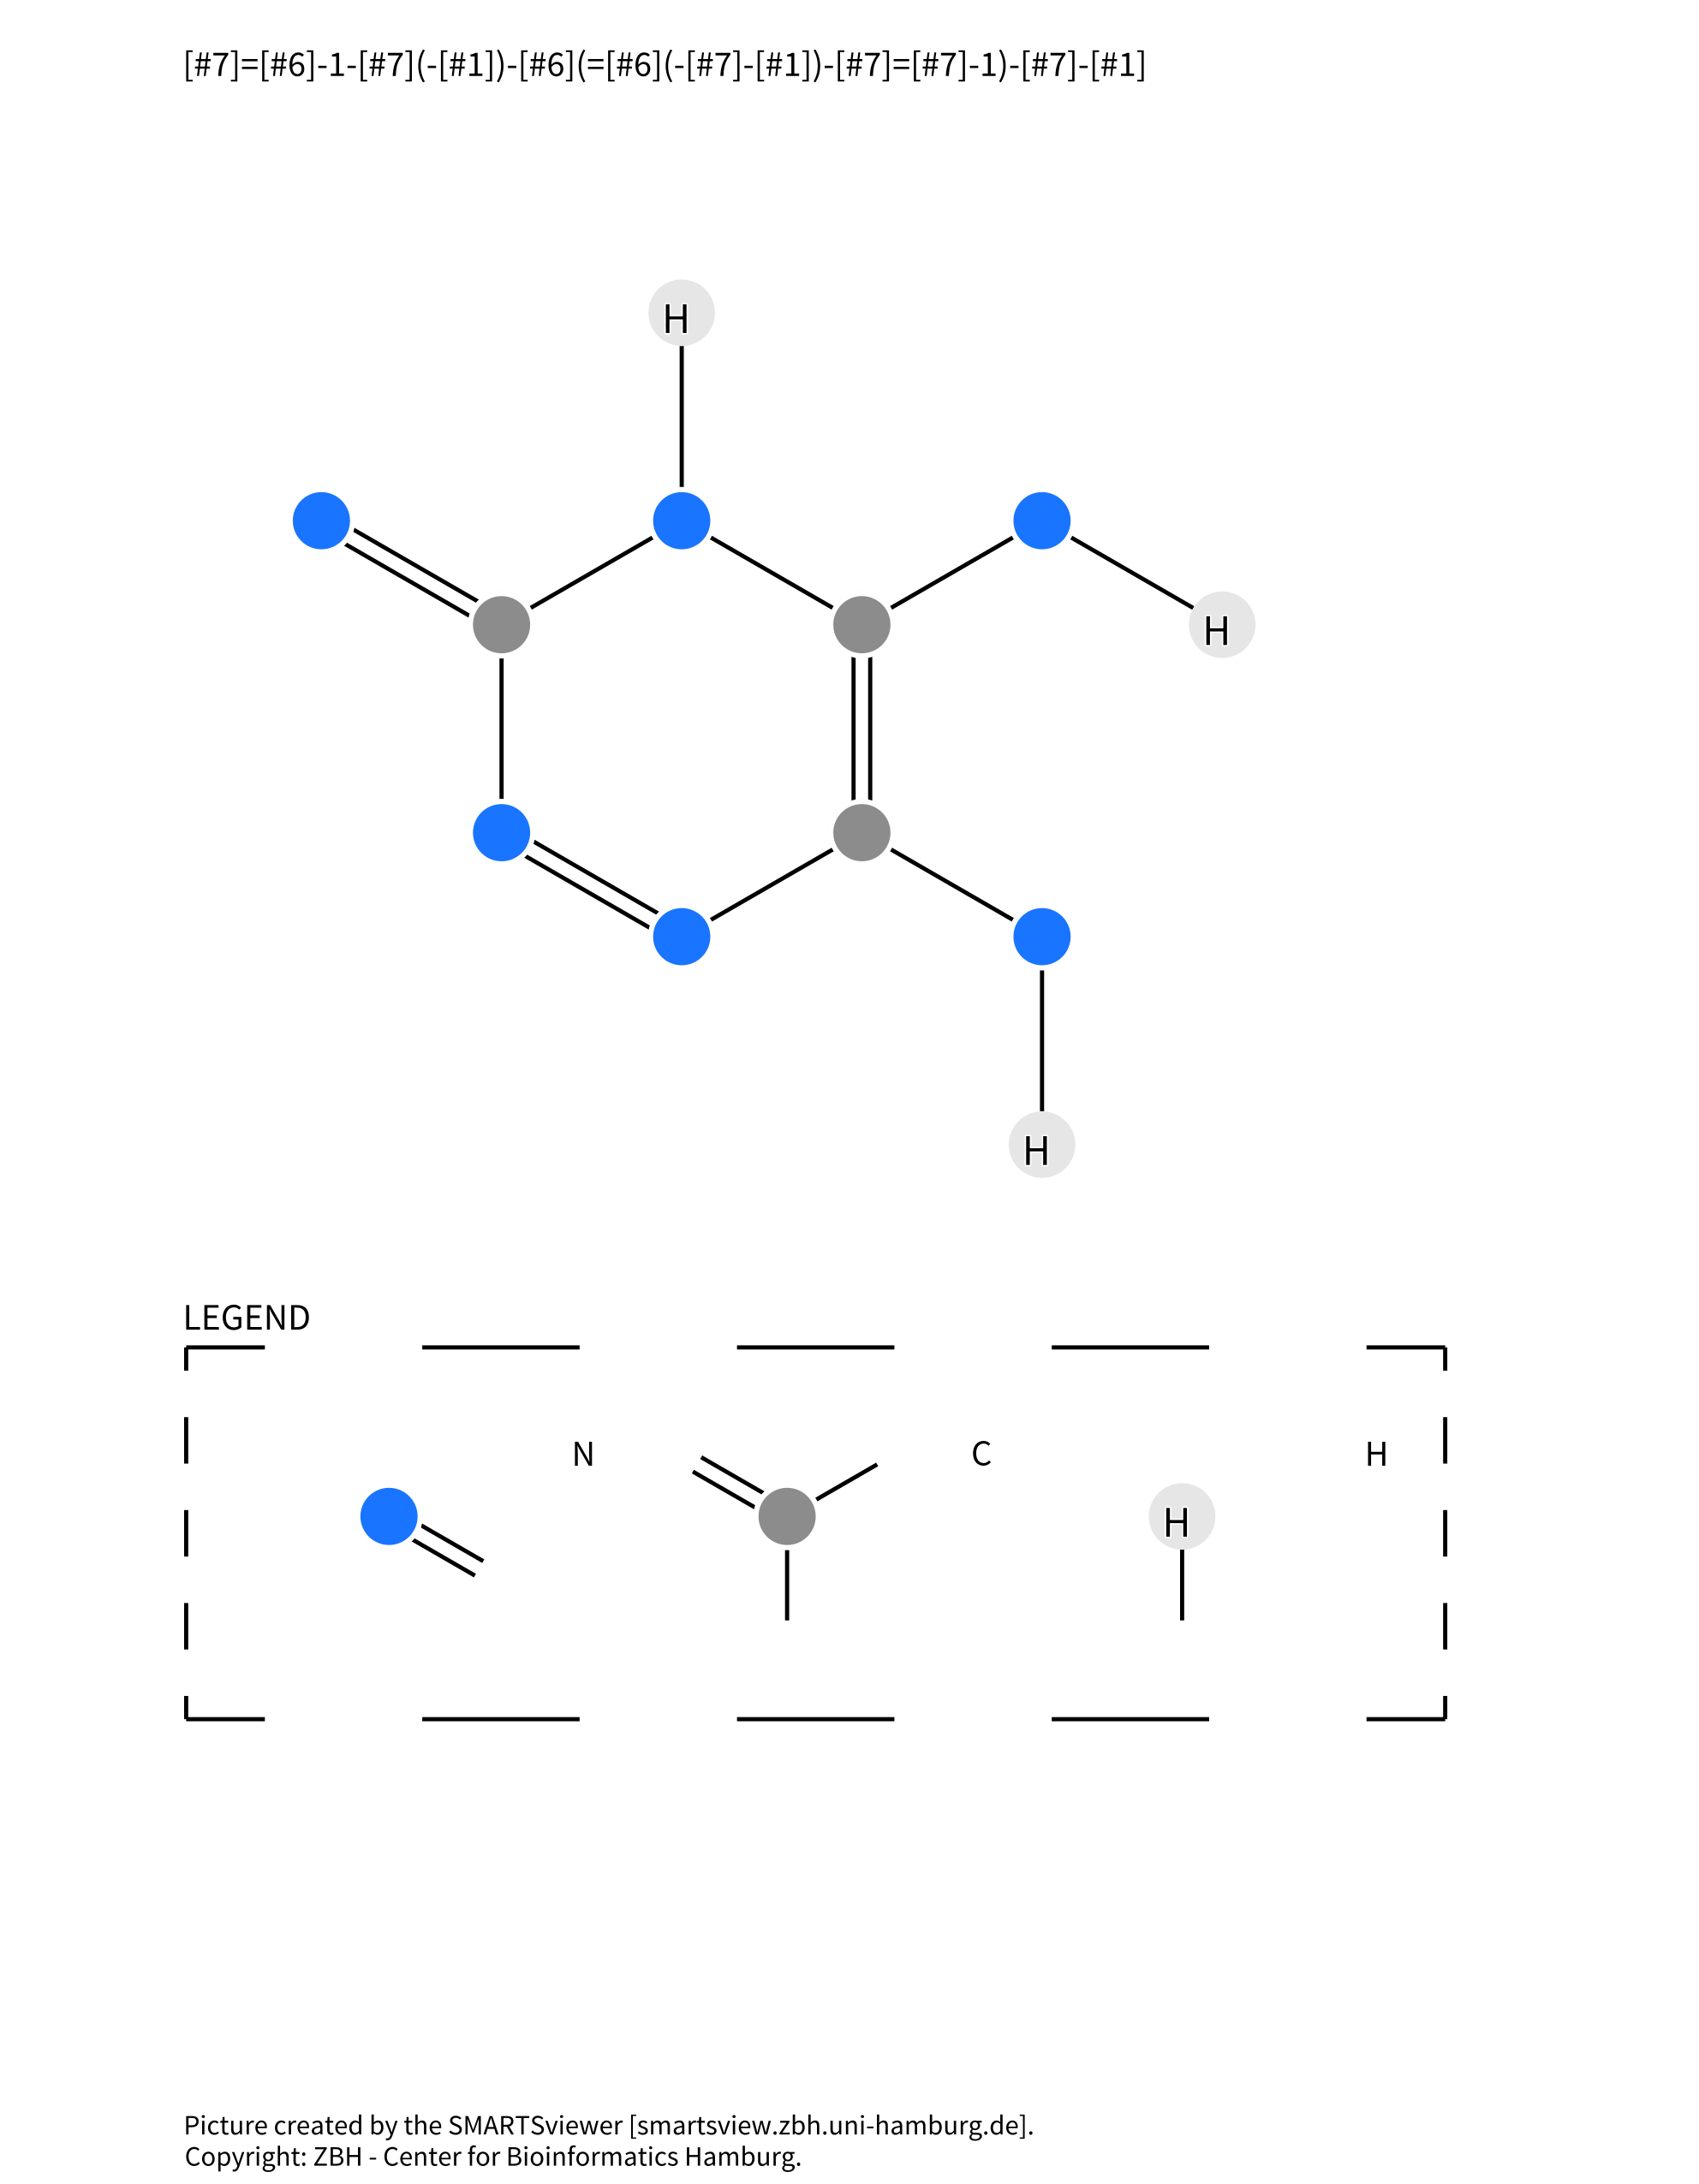 [#7]=[#6]-1-[#7](-[#1])-[#6](=[#6](-[#7]-[#1])-[#7]=[#7]-1)-[#7]-[#1]
H
H
H
LEGEND
N
C
H
H
Picture created by the SMARTSviewer [smartsview.zbh.uni-hamburg.de].
Copyright: ZBH - Center for Bioinformatics Hamburg.